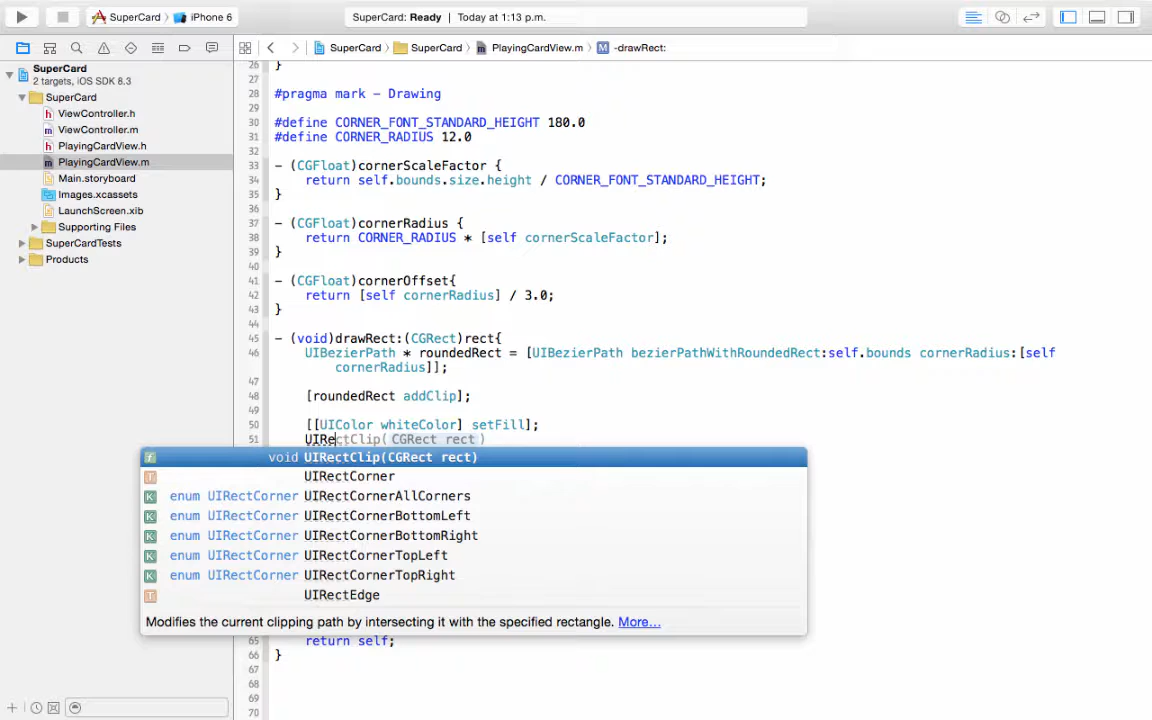 SuperCard
iPhone 6
SuperCard: Ready | Today at 1:13 p.m.
SuperCard
SuperCard
PlayingCardView.m
M
-drawRect:
SuperCard
2 targets, iOS SDK 8.3
SuperCard
h ViewController.h
m ViewController.m
h PlayingCardView.h
m PlayingCardView.m
Main.storyboard
Images.xcassets
LaunchScreen.xib
Supporting Files
SuperCardTests
Products
26 }
27
28 #pragma mark - Drawing
29
30 #define CORNER_FONT_STANDARD_HEIGHT 180.0
31 #define CORNER_RADIUS 12.0
32
33 - (CGFloat)cornerScaleFactor {
34 return self.bounds.size.height / CORNER_FONT_STANDARD_HEIGHT;
35 }
36
37 - (CGFloat)cornerRadius {
38 return CORNER_RADIUS * [self cornerScaleFactor];
39 }
40
41 - (CGFloat)cornerOffset{
42 return [self cornerRadius] / 3.0;
43 }
44
45 - (void)drawRect:(CGRect)rect{
46 UIBezierPath * roundedRect = [UIBezierPath bezierPathWithRoundedRect:self.bounds cornerRadius:[self
cornerRadius]];
47
48 [roundedRect addClip];
49
50 [[UIColor whiteColor] setFill];
51 UIRectClip(CGRect rect)
f void UIRectClip(CGRect rect)
T UIRectCorner
K enum UIRectCorner UIRectCornerAllCorners
K enum UIRectCorner UIRectCornerBottomLeft
K enum UIRectCorner UIRectCornerBottomRight
K enum UIRectCorner UIRectCornerTopLeft
K enum UIRectCorner UIRectCornerTopRight
T UIRectEdge
Modifies the current clipping path by intersecting it with the specified rectangle. More...
65 return self;
66 }
67
68
69
70